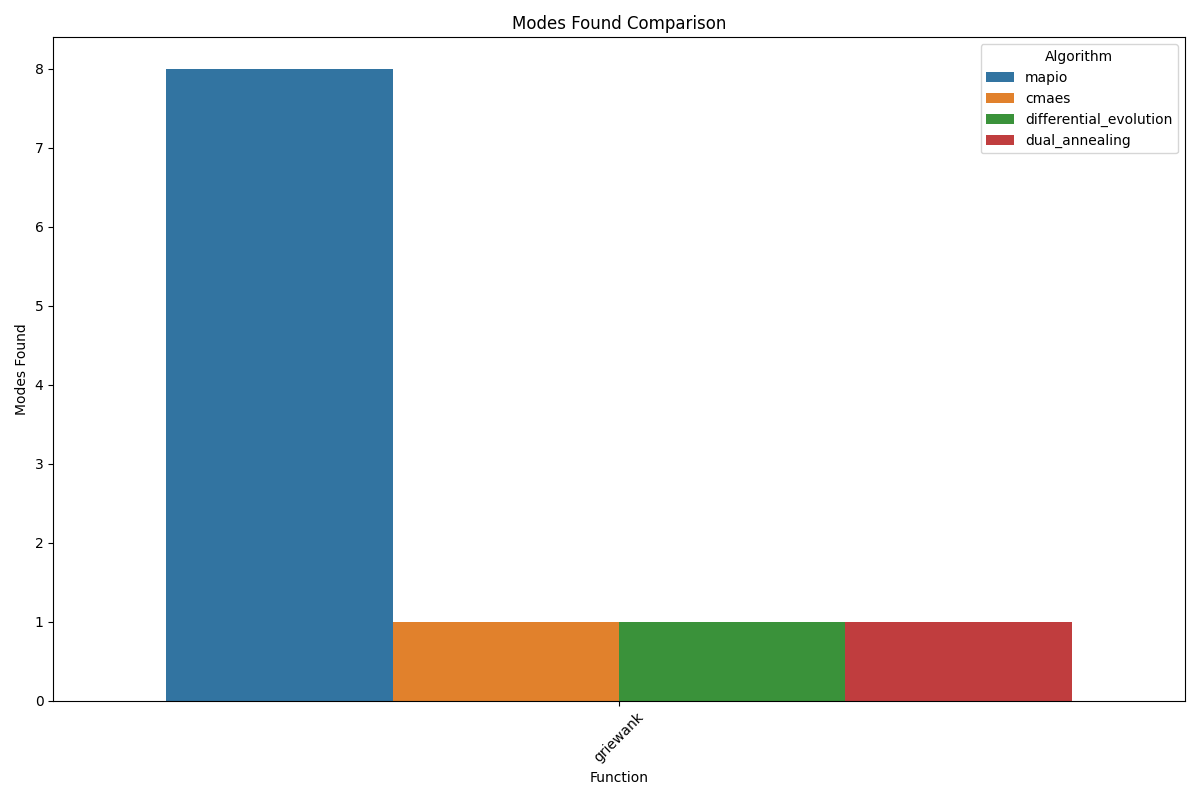 Modes Found Comparison
Algorithm
mapio
cmaes
differential_evolution
dual_annealing
Modes Found
8
7
6
5
4
3
2
1
0
griewank
Function